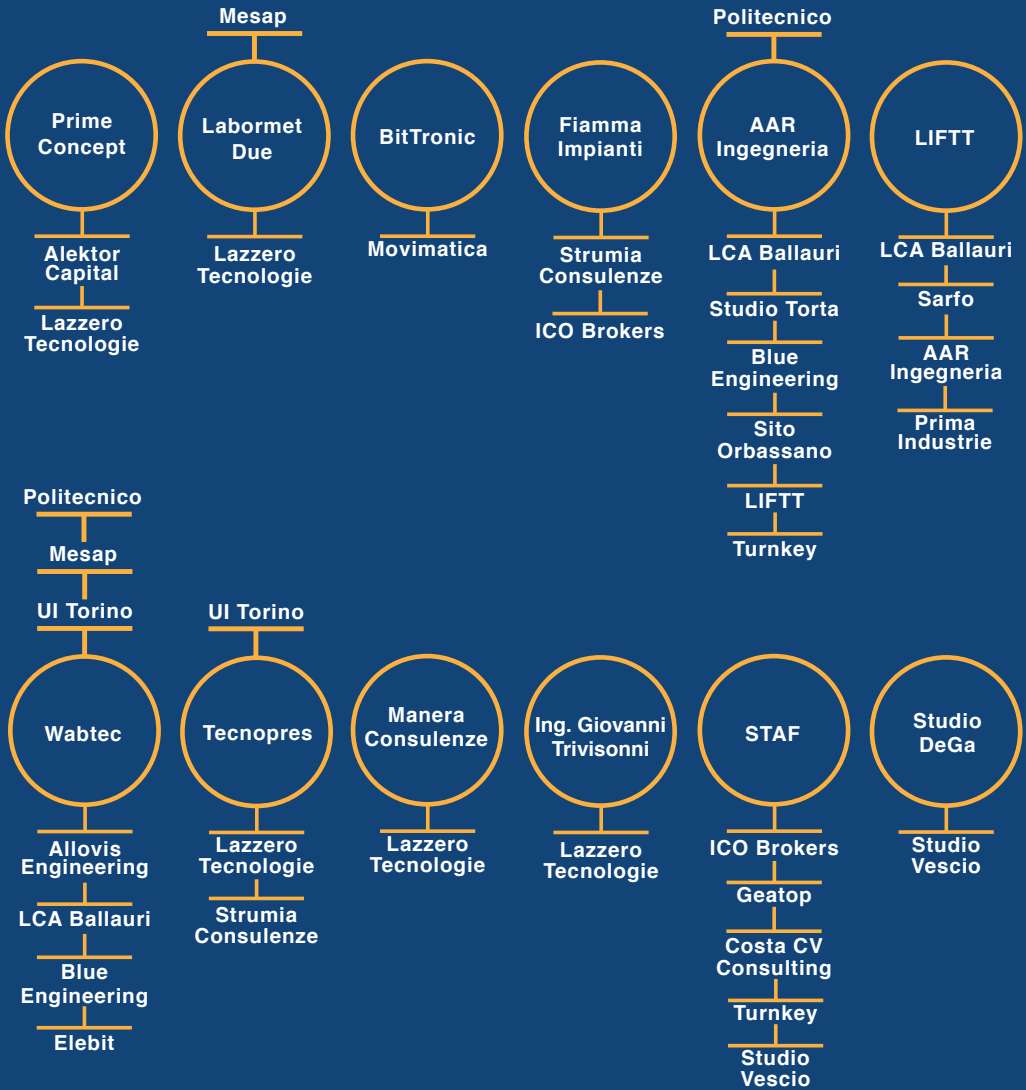 Mesap
Politecnico
Prime
Concept
Labormet
Due
BitTronic
Fiamma
Impianti
AAR
Ingegneria
LIFTT
Alektor
Capital
Lazzero
Tecnologie
Lazzero
Tecnologie
Movimatica
Strumia
Consulenze
ICO Brokers
LCA Ballauri
Studio Torta
Blue
Engineering
Sito
Orbassano
LIFTT
Turnkey
LCA Ballauri
Sarfo
AAR
Ingegneria
Prima
Industrie
Politecnico
Mesap
UI Torino
UI Torino
Wabtec
Tecnopres
Manera
Consulenze
Ing. Giovanni
Trivisonni
STAF
Studio
DeGa
Allovis
Engineering
LCA Ballauri
Blue
Engineering
Elebit
Lazzero
Tecnologie
Strumia
Consulenze
Lazzero
Tecnologie
Lazzero
Tecnologie
ICO Brokers
Geatop
Costa CV
Consulting
Turnkey
Studio
Vescio
Studio
Vescio